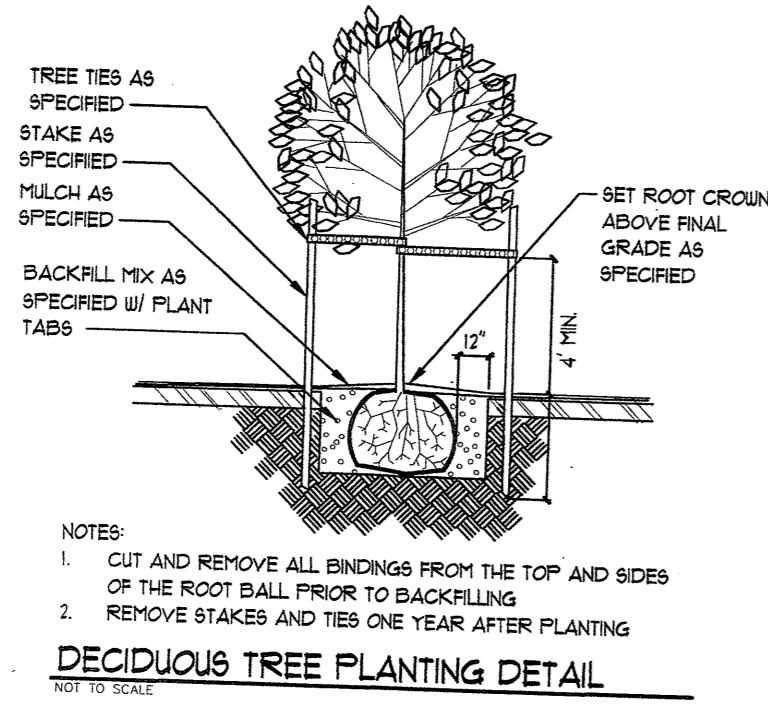 TREE TIES AS
SPECIFIED
STAKE AS
SPECIFIED
MULCH AS
SPECIFIED
BACKFILL MIX AS
SPECIFIED W/ PLANT
TABS
SET ROOT CROWN
ABOVE FINAL
GRADE AS
SPECIFIED
12"
4' MIN.
NOTES:
1. CUT AND REMOVE ALL BINDINGS FROM THE TOP AND SIDES
OF THE ROOT BALL PRIOR TO BACKFILLING
2. REMOVE STAKES AND TIES ONE YEAR AFTER PLANTING
DECIDUOUS TREE PLANTING DETAIL
NOT TO SCALE